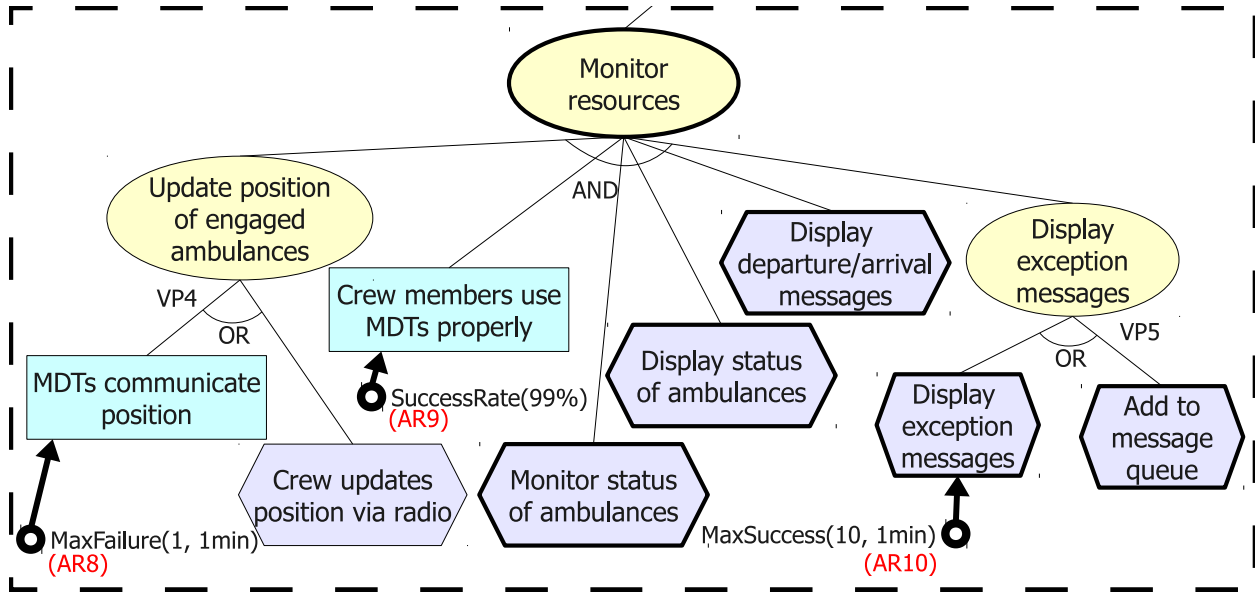 Monitor
resources
AND
Update position
of engaged
ambulances
VP4
OR
MDTs communicate
position
MaxFailure(1, 1min)
(AR8)
Crew updates
position via radio
Crew members use
MDTs properly
SuccessRate(99%)
(AR9)
Monitor status
of ambulances
Display status
of ambulances
Display
departure/arrival
messages
Display
exception
messages
VP5
OR
Display
exception
messages
MaxSuccess(10, 1min)
(AR10)
Add to
message
queue